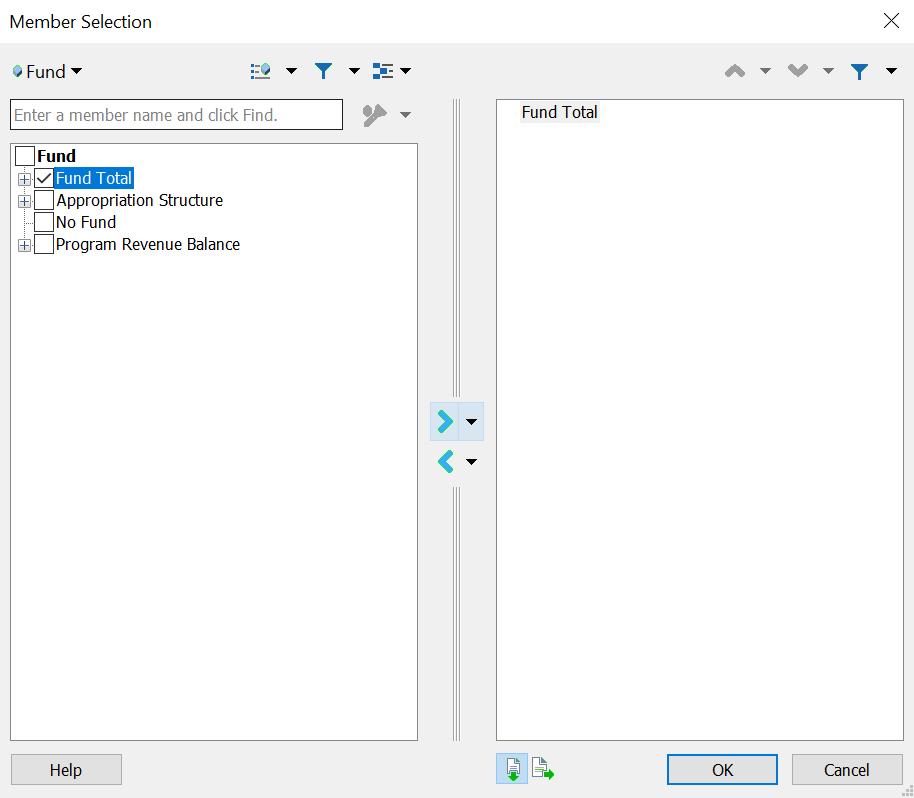 Member Selection
Fund
Enter a member name and click Find.
Fund
Fund Total
Appropriation Structure
No Fund
Program Revenue Balance
Fund Total
Help
OK
Cancel